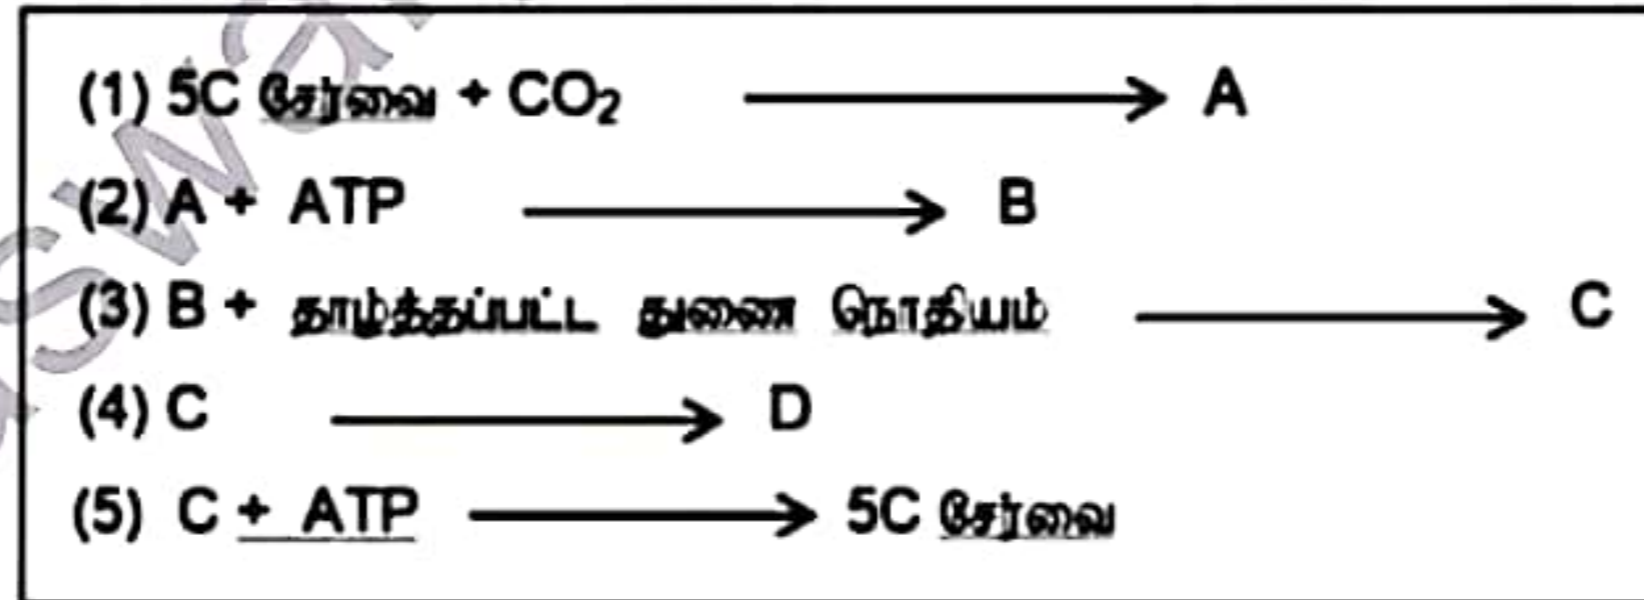 (1) 5C சேர்வை + CO₂ ⟶ A
(2) A + ATP ⟶ B
(3) B + தாழ்த்தப்பட்ட துணை நொதியம் ⟶ C
(4) C ⟶ D
(5) C + ATP ⟶ 5C சேர்வை